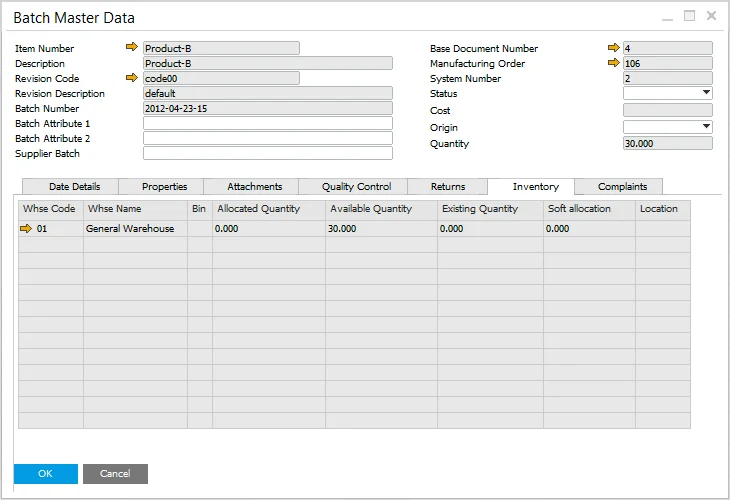 Batch Master Data
Item Number Product-B Base Document Number 4
Description Product-B Manufacturing Order 106
Revision Code code00 System Number 2
Revision Description default Status
Batch Number 2012-04-23-15 Cost
Batch Attribute 1 Origin
Batch Attribute 2 Quantity 30.000
Supplier Batch
Date Details Properties Attachments Quality Control Returns Inventory Complaints
Whse Code Whse Name Bin Allocated Quantity Available Quantity Existing Quantity Soft allocation Location
01 General Warehouse 0.000 30.000 0.000 0.000
OK Cancel